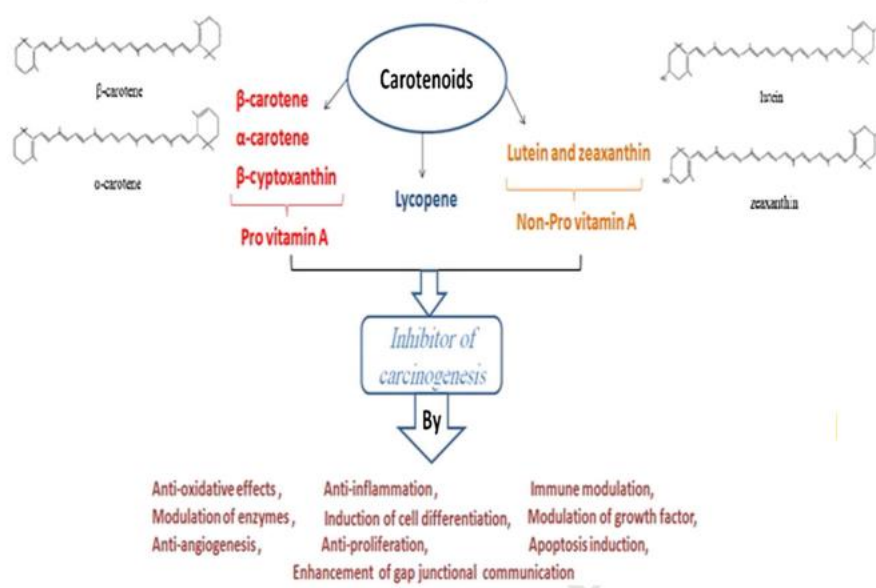 Carotenoids
β-carotene
α-carotene
β-carotene
α-carotene
β-cyptoxanthin
Pro vitamin A
Lycopene
Lutein and zeaxanthin
Non-Pro vitamin A
lutein
zeaxanthin
Inhibitor of
carcinogenesis
By
Anti-oxidative effects, Anti-inflammation, Immune modulation,
Modulation of enzymes, Induction of cell differentiation, Modulation of growth factor,
Anti-angiogenesis, Anti-proliferation, Apoptosis induction,
Enhancement of gap junctional communication